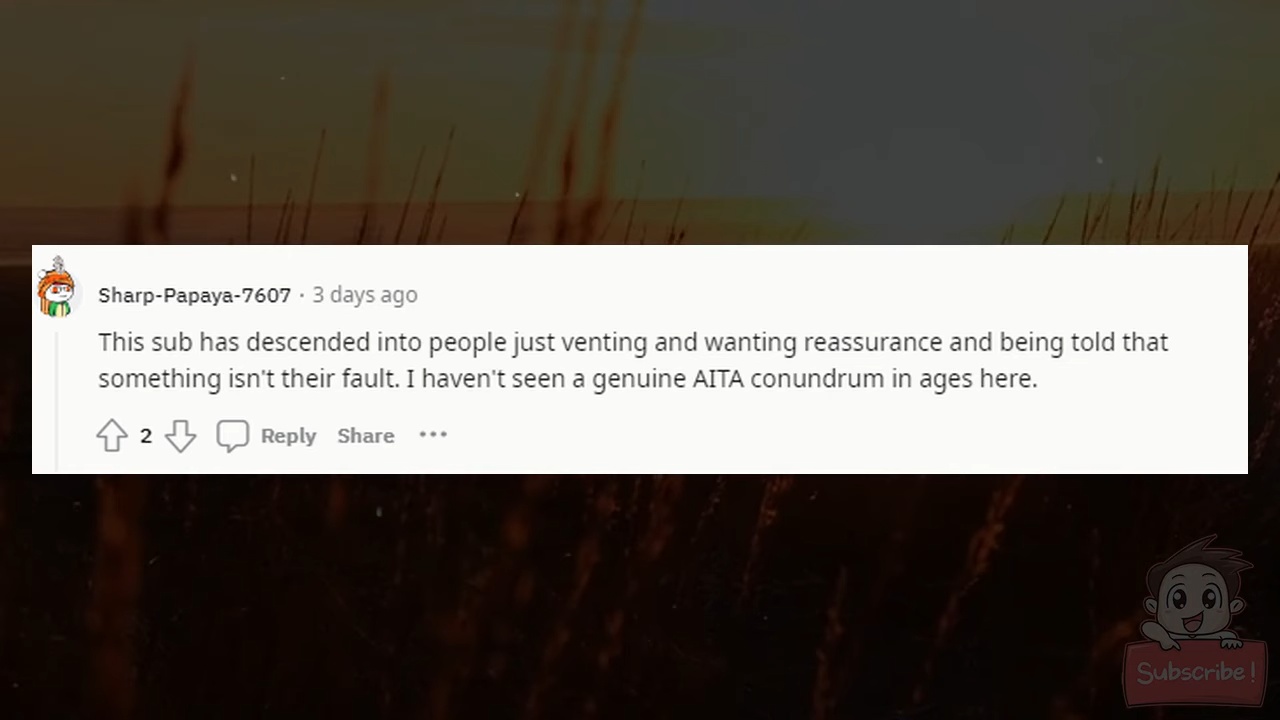 Sharp-Papaya-7607 · 3 days ago
This sub has descended into people just venting and wanting reassurance and being told that
something isn't their fault. I haven't seen a genuine AITA conundrum in ages here.
2 Reply Share ···
Subscribe!